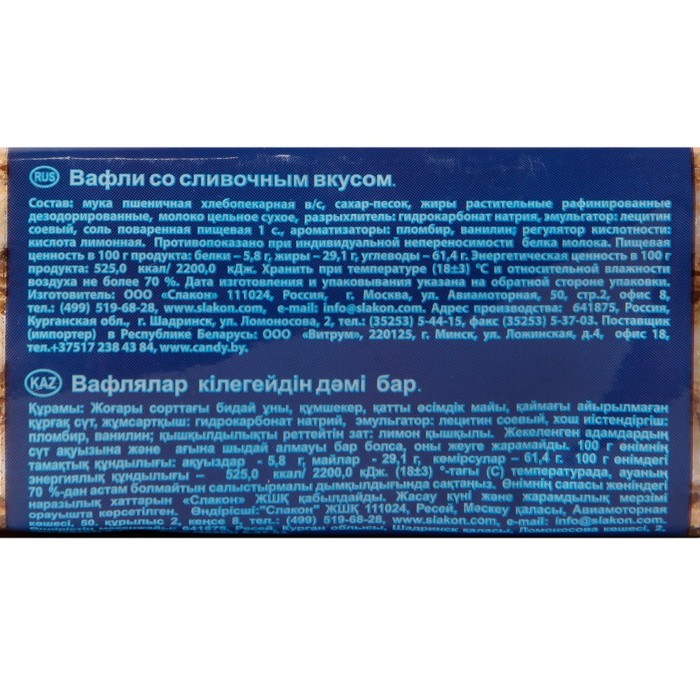 RUS Вафли со сливочным вкусом.
Состав: мука пшеничная хлебопекарная в/с, сахар-песок, жиры растительные рафинированные
дезодорированные, молоко цельное сухое, разрыхлитель: гидрокарбонат натрия, эмульгатор: лецитин
соевый, соль поваренная пищевая 1 с., ароматизаторы: пломбир, ванилин; регулятор кислотности:
кислота лимонная. Противопоказано при индивидуальной непереносимости белка молока. Пищевая
ценность в 100 г продукта: белки – 5,8 г, жиры – 29,1 г, углеводы – 61,4 г. Энергетическая ценность в 100 г
продукта: 525,0 ккал/ 2200,0 кДж. Хранить при температуре (18±3) °С и относительной влажности
воздуха не более 70 %. Дата изготовления и упаковывания указана на обратной стороне упаковки.
Изготовитель: ООО «Слакон» 111024, Россия, г. Москва, ул. Авиамоторная, 50, стр.2, офис 8,
тел.: (499) 519-68-28, www.slakon.com, e-mail: info@slakon.com. Адрес производства: 641875, Россия,
Курганская обл., г. Шадринск, ул. Ломоносова, 2, тел.: (35253) 5-44-15, факс (35253) 5-37-03. Поставщик
(импортер) в Республику Беларусь: ООО «Витрум», 220125, г. Минск, ул. Ложинская, д.4, офис 18,
тел.+37517 238 43 84, www.candy.by.
KAZ Вафлялар кілегейдін дәмі бар.
Құрамы: Жоғары сорттағы бидай ұны, құмшекер, қатты өсімдік майы, қаймағы айырылмаған
құрғақ сүт, жұмсартқыш: гидрокарбонат натрий, эмульгатор: лецитин соевый, хош иістендіргіш:
пломбир, ванилин; қышқылдылықты реттейтін зат: лимон қышқылы. Жекеленген адамдардың
сүт ақуызына және ағына шыдай алмауы бар болса, оны жеуге жарамайды. 100 г өнімнің
тамақтық құндылығы: ақуыздар - 5,8 г, майлар - 29,1 г, көмірсулар – 61,4 г. 100 г өнімдегі
энергиялық құндылығы – 525,0 ккал/ 2200,0 кДж. (18±3) °-тағы (С) температурада, ауаның
70 %-дан астам болмайтын салыстырмалы дымқылдығында сақтаңыз. Өнімнің сапасы жөніндегі
наразылық хаттарын «Слакон» ЖШҚ қабылдайды. Жасау күні және жарамдылық мерзімі
орауышта көрсетілген. Өндірісші:"Слакон" ЖШҚ 111024, Ресей, Мәскеу қаласы, Авиамоторная
көшесі, 50, құрылыс 2, кеңсе 8, тел.: (499) 519-68-28, www.slakon.com, e-mail: info@slakon.com.
641875, Ресей, Курган облысы, Шадринск қаласы, Ломоносова көшесі, 2,